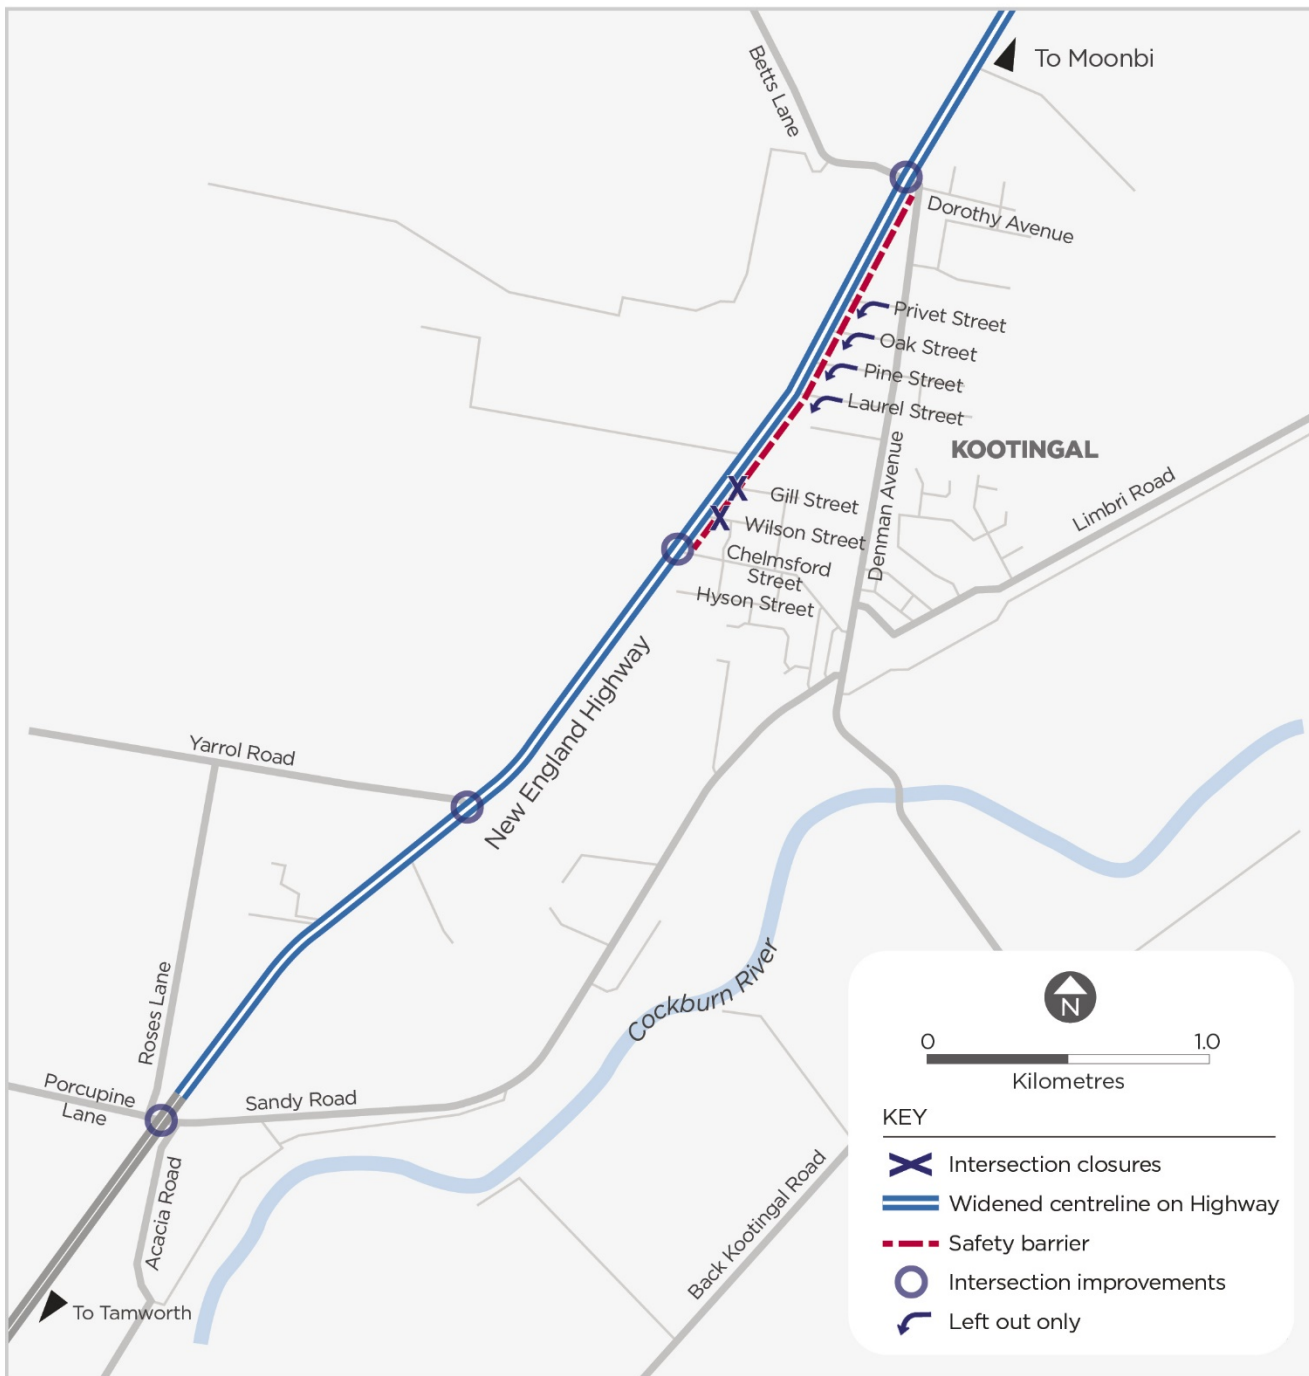 To Moonbi
Betts Lane
Dorothy Avenue
Privet Street
Oak Street
Pine Street
Laurel Street
KOOTINGAL
Denman Avenue
Limbri Road
Gill Street
Wilson Street
Chelmsford
Street
Hyson Street
New England Highway
Yarrol Road
Roses Lane
Cockburn River
Porcupine
Lane
Sandy Road
Acacia Road
Back Kootingal Road
To Tamworth
N
0 1.0
Kilometres
KEY
Intersection closures
Widened centreline on Highway
Safety barrier
Intersection improvements
Left out only